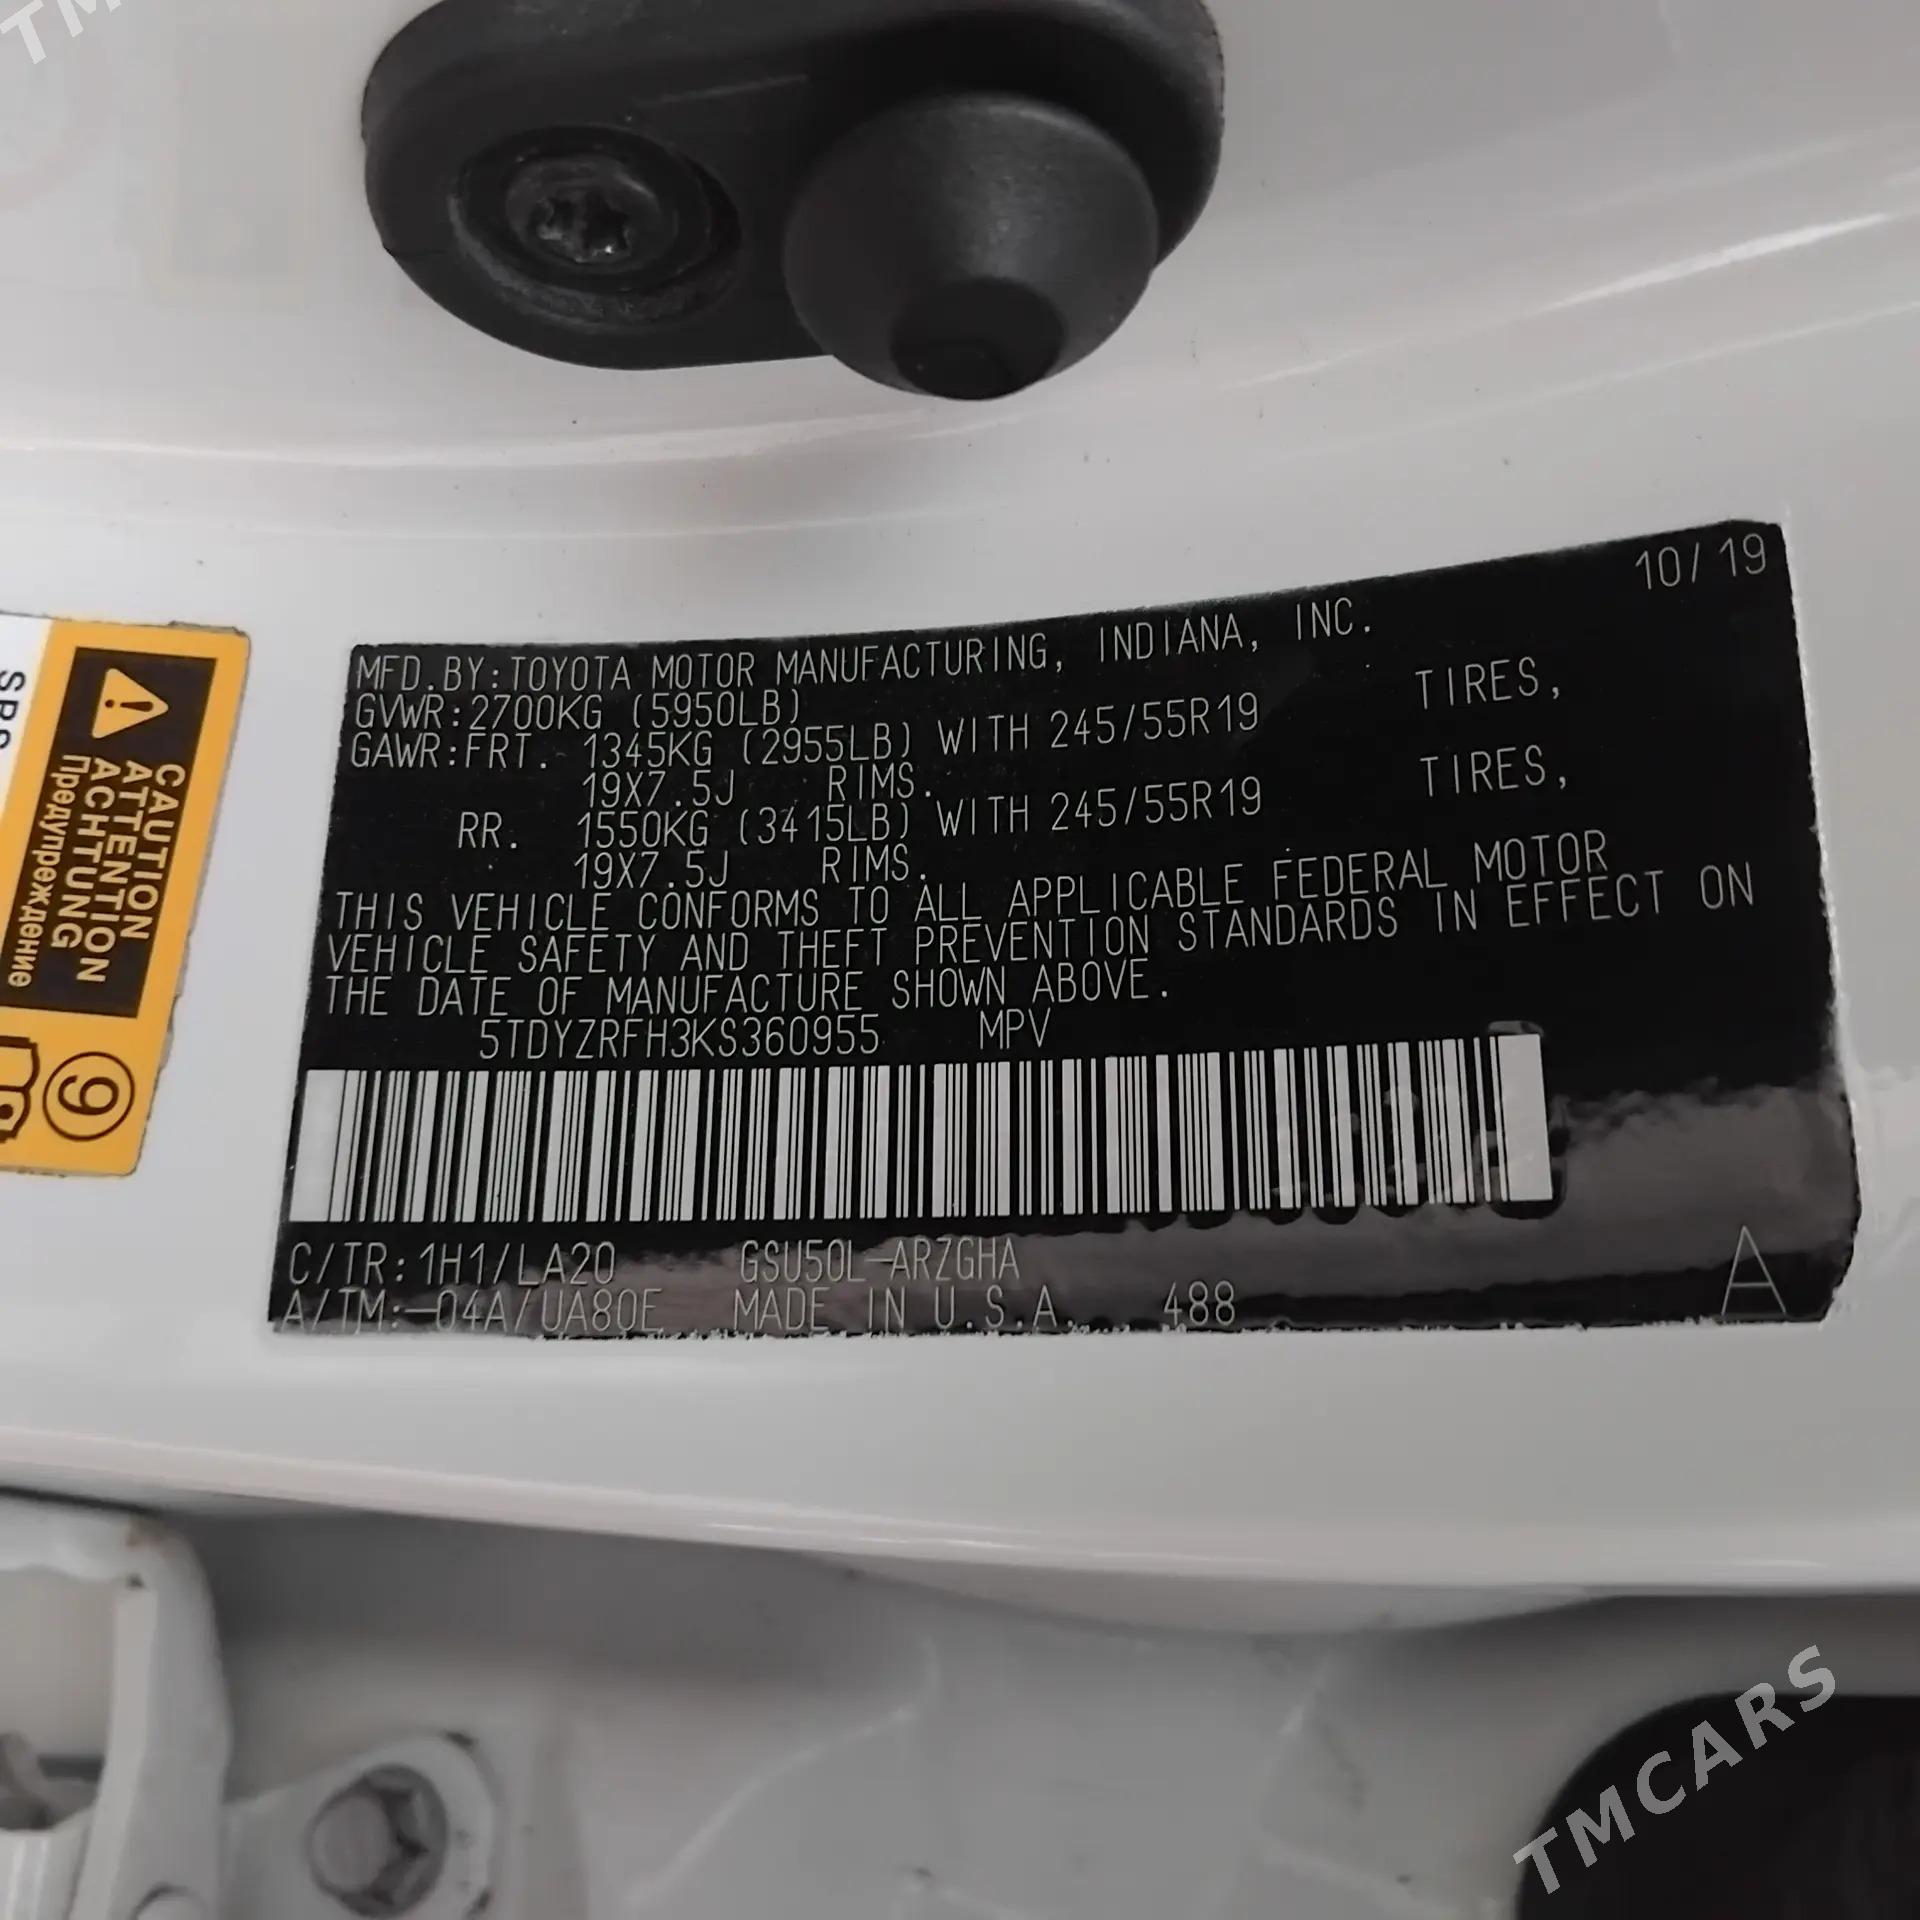 TM
10/19
MFD.BY:TOYOTA MOTOR MANUFACTURING, INDIANA, INC.
GVWR:2700KG (5950LB)
GAWR:FRT. 1345KG (2955LB) WITH 245/55R19 TIRES,
19X7.5J RIMS.
RR. 1550KG (3415LB) WITH 245/55R19 TIRES,
19X7.5J RIMS.
THIS VEHICLE CONFORMS TO ALL APPLICABLE FEDERAL MOTOR
VEHICLE SAFETY AND THEFT PREVENTION STANDARDS IN EFFECT ON
THE DATE OF MANUFACTURE SHOWN ABOVE.
5TDYZRFH3KS360955 MPV
C/TR:1H1/LA20 GSU50L-ARZGHA
A/TM:-04A/UA80E MADE IN U.S.A. 488
A
CAUTION
ATTENTION
ACHTUNG
Предупреждение
SRS
9
TMCARS